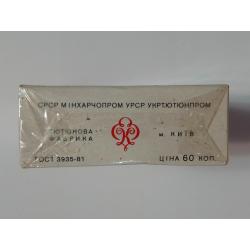 СРСР МІНХАРЧОПРОМ УРСР УКРТЮТЮНПРОМ
ТЮТЮНОВА
ФАБРИКА
м. КИЇВ
ГОСТ 3935-81
ЦІНА 60 КОП.